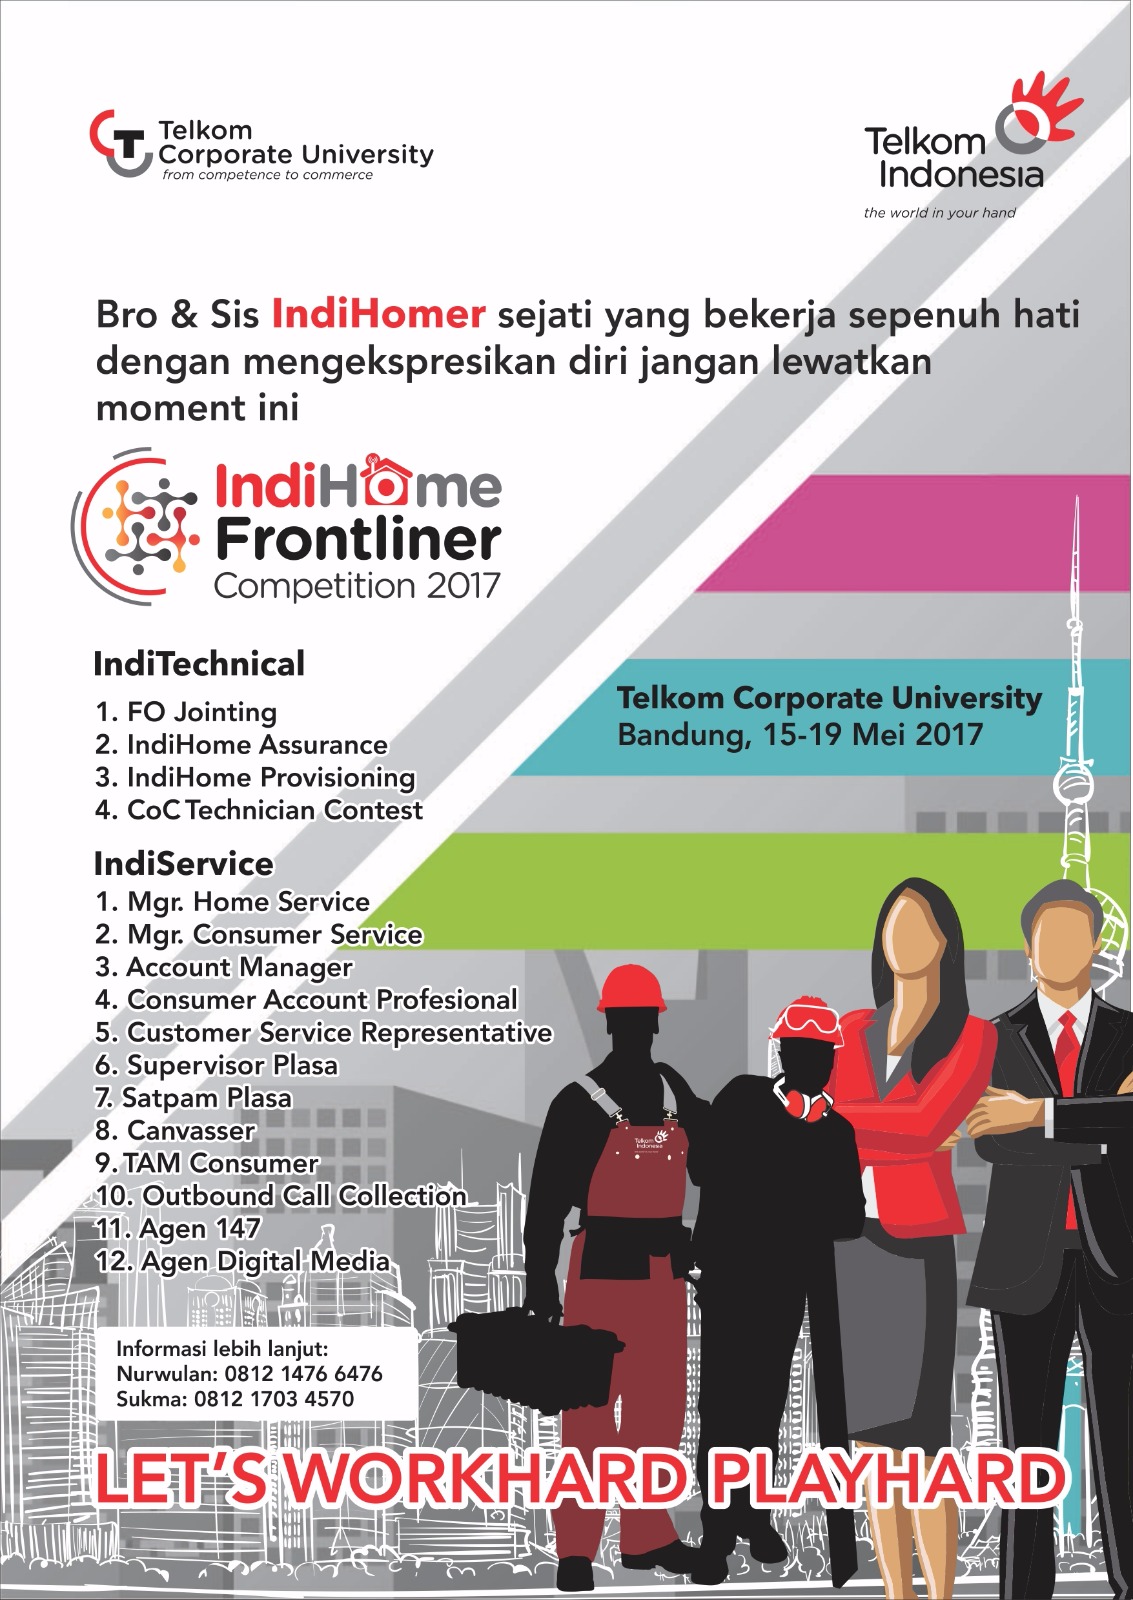 Telkom
Corporate University
from competence to commerce
Telkom
Indonesia
the world in your hand
Bro & Sis IndiHomer sejati yang bekerja sepenuh hati
dengan mengekspresikan diri jangan lewatkan
moment ini
IndiHome
Frontliner
Competition 2017
IndiTechnical
1. FO Jointing
2. IndiHome Assurance
3. IndiHome Provisioning
4. CoC Technician Contest
Telkom Corporate University
Bandung, 15-19 Mei 2017
IndiService
1. Mgr. Home Service
2. Mgr. Consumer Service
3. Account Manager
4. Consumer Account Profesional
5. Customer Service Representative
6. Supervisor Plasa
7. Satpam Plasa
8. Canvasser
9. TAM Consumer
10. Outbound Call Collection
11. Agen 147
12. Agen Digital Media
Telkom
Indonesia
Informasi lebih lanjut:
Nurwulan: 0812 1476 6476
Sukma: 0812 1703 4570
LET'S WORKHARD PLAYHARD